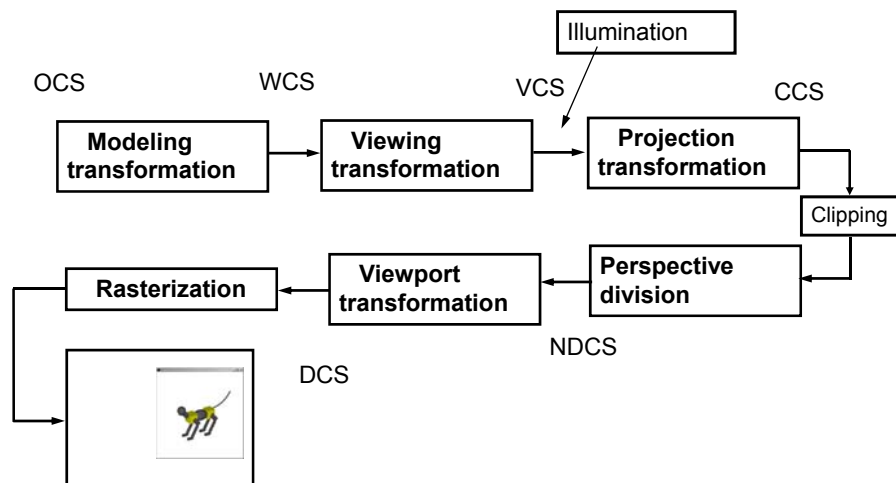 Illumination
OCS
WCS
VCS
CCS
Modeling
transformation
Viewing
transformation
Projection
transformation
Clipping
Perspective
division
Viewport
transformation
Rasterization
NDCS
DCS